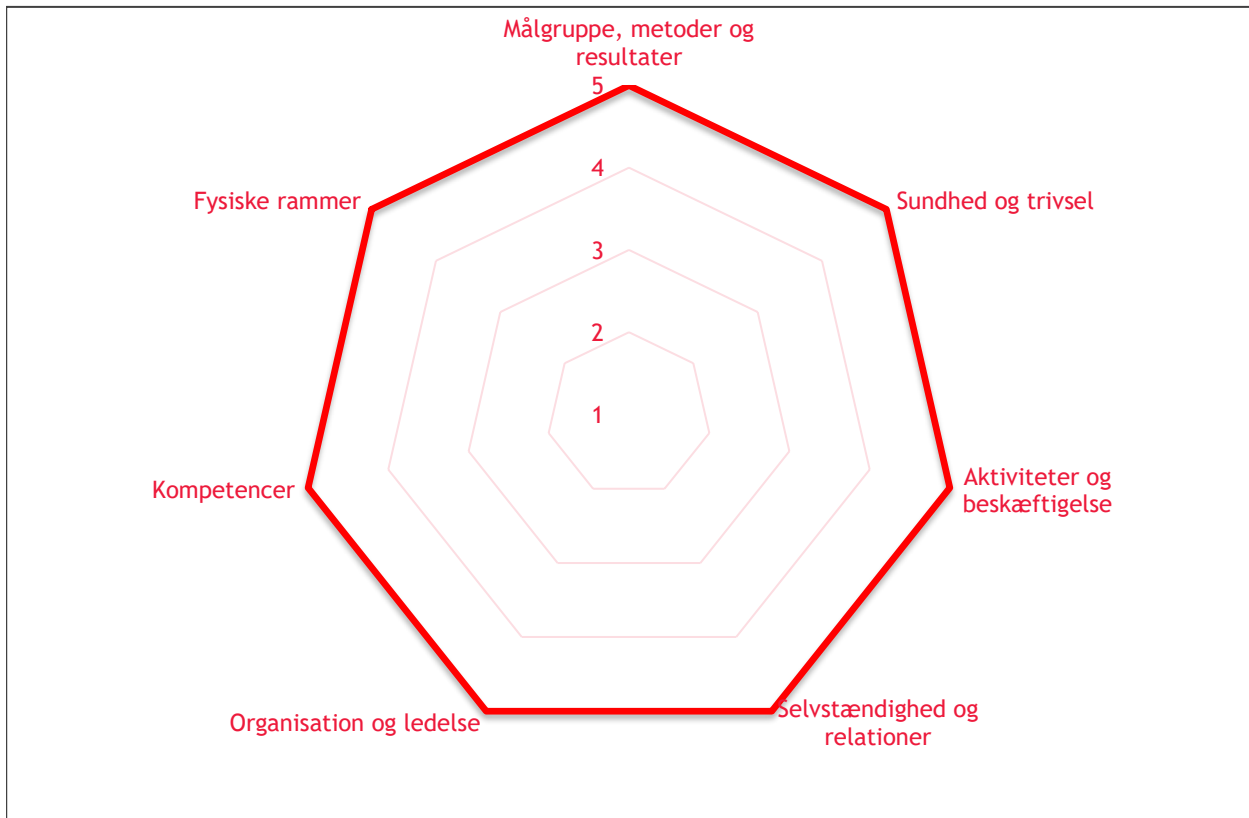 Målgruppe, metoder og
resultater
5
4
Fysiske rammer
Sundhed og trivsel
3
2
1
Kompetencer
Aktiviteter og
beskæftigelse
Organisation og ledelse
Selvstændighed og
relationer